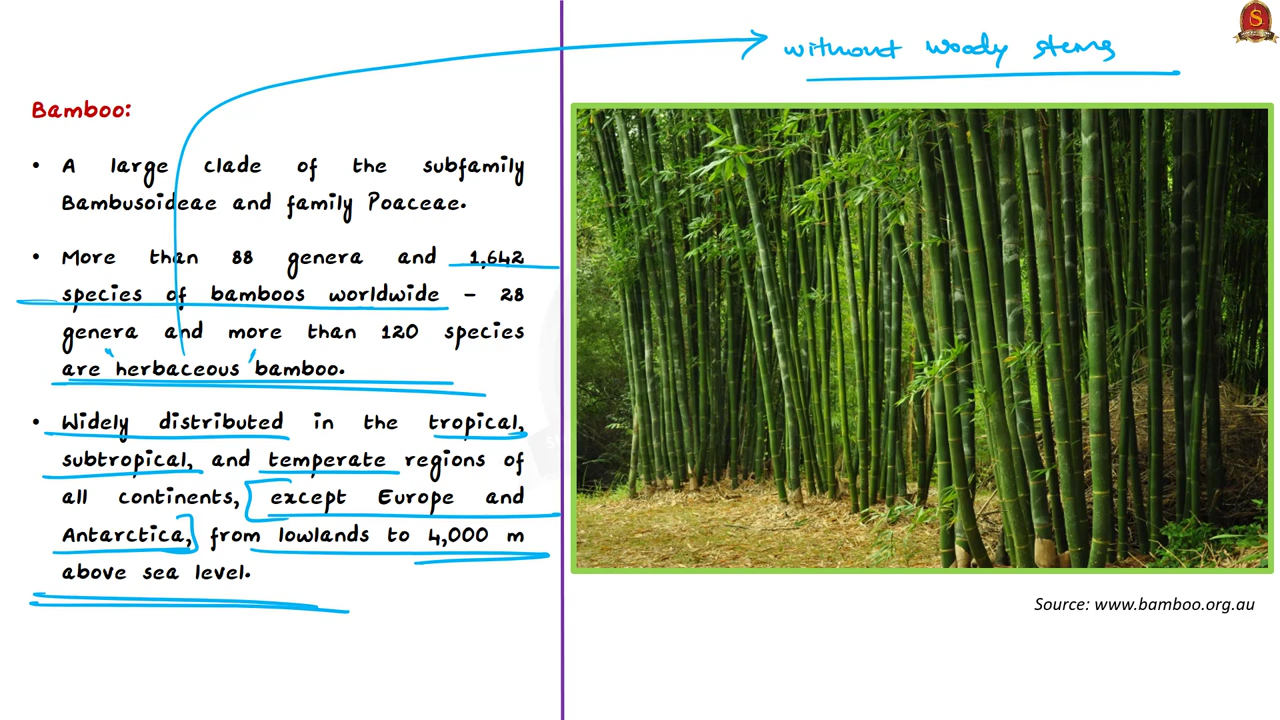 without woody stems
Bamboo:
• A large clade of the subfamily
Bambusoideae and family Poaceae.
• More than 88 genera and 1,642
species of bamboos worldwide – 28
genera and more than 120 species
are 'herbaceous' bamboo.
• Widely distributed in the tropical,
subtropical, and temperate regions of
all continents, [except Europe and
Antarctica,] from lowlands to 4,000 m
above sea level.
Source: www.bamboo.org.au